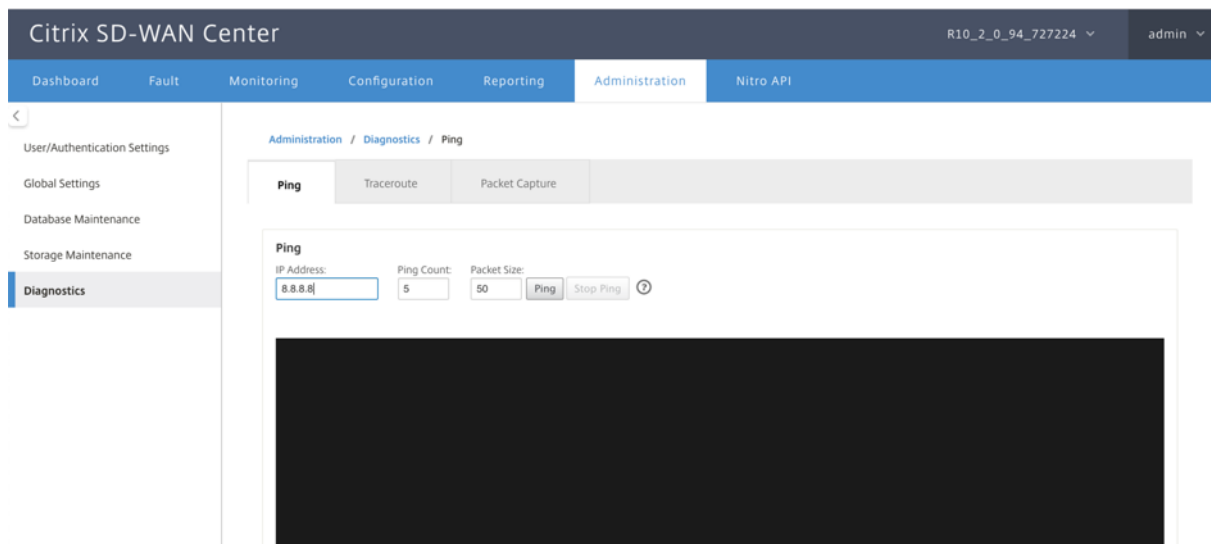 Citrix SD-WAN Center R10_2_0_94_727224 admin
Dashboard Fault Monitoring Configuration Reporting Administration Nitro API
User/Authentication Settings
Global Settings
Database Maintenance
Storage Maintenance
Diagnostics
Administration / Diagnostics / Ping
Ping Traceroute Packet Capture
Ping
IP Address: Ping Count: Packet Size:
8.8.8.8 5 50 Ping Stop Ping ?